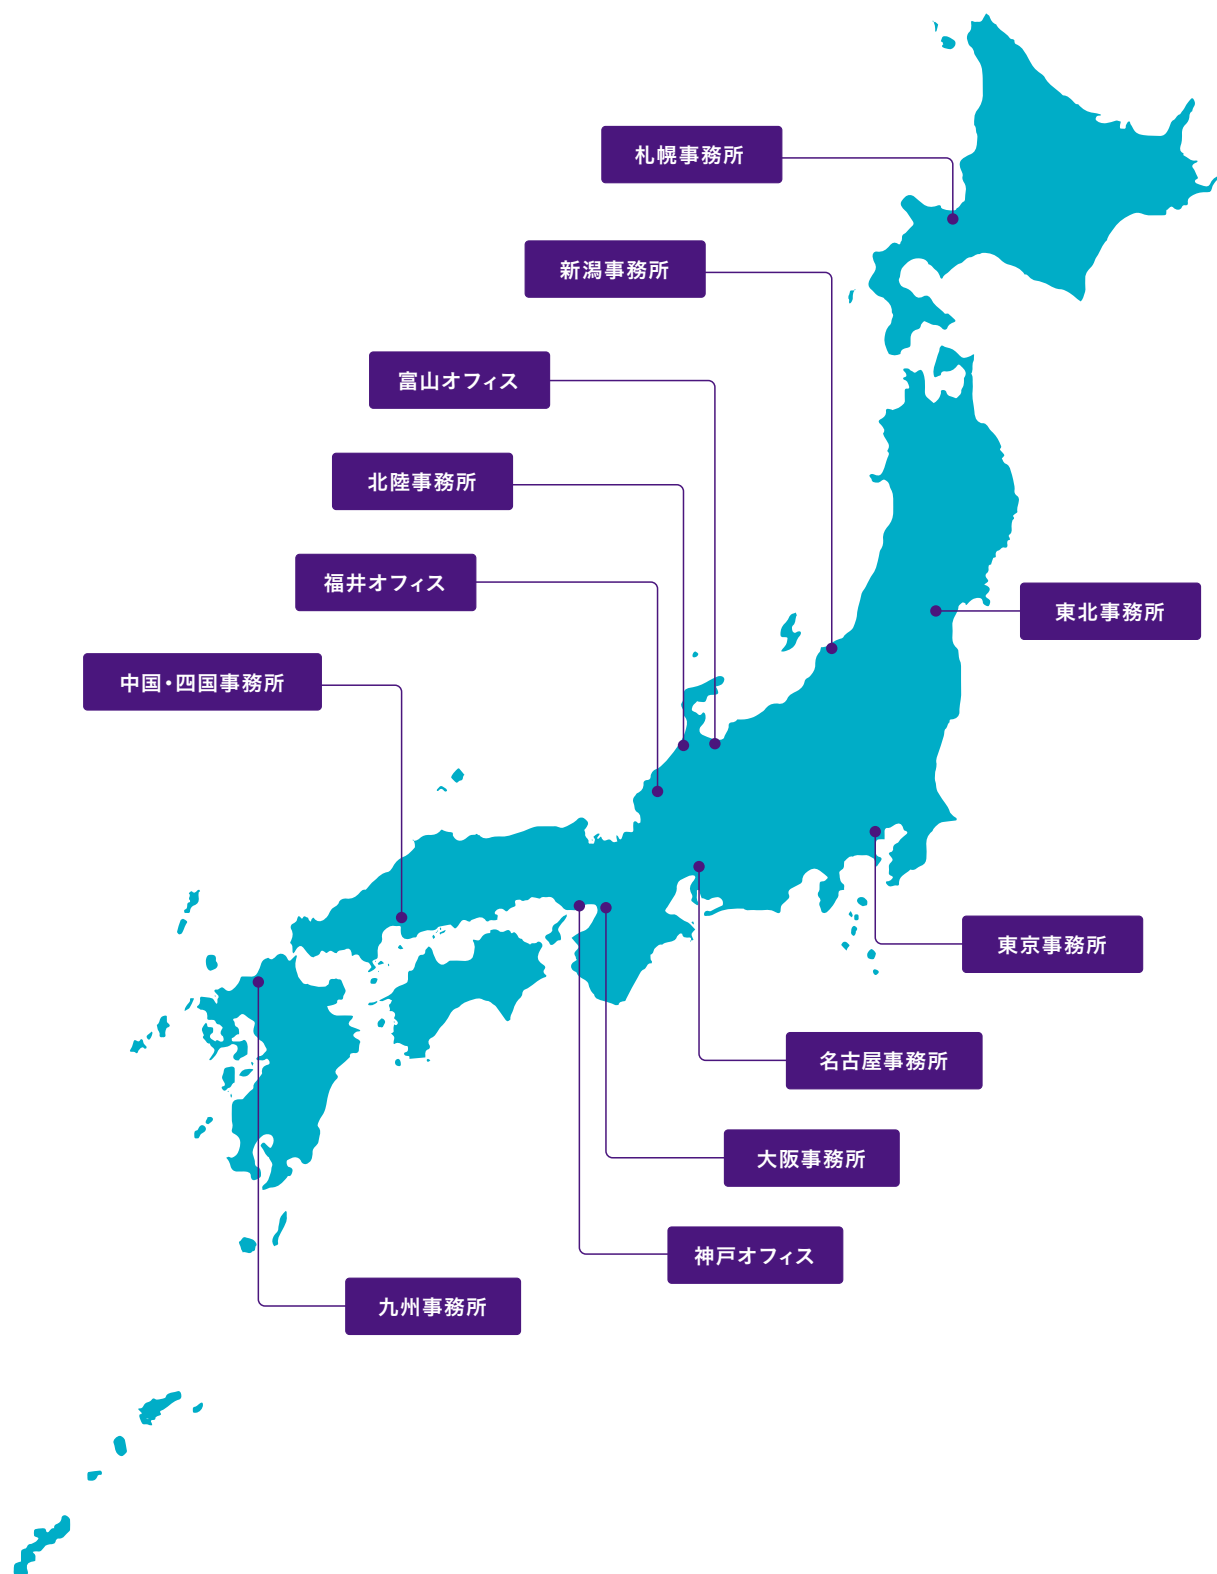 札幌事務所
新潟事務所
富山オフィス
北陸事務所
福井オフィス
東北事務所
中国・四国事務所
東京事務所
名古屋事務所
大阪事務所
神戸オフィス
九州事務所